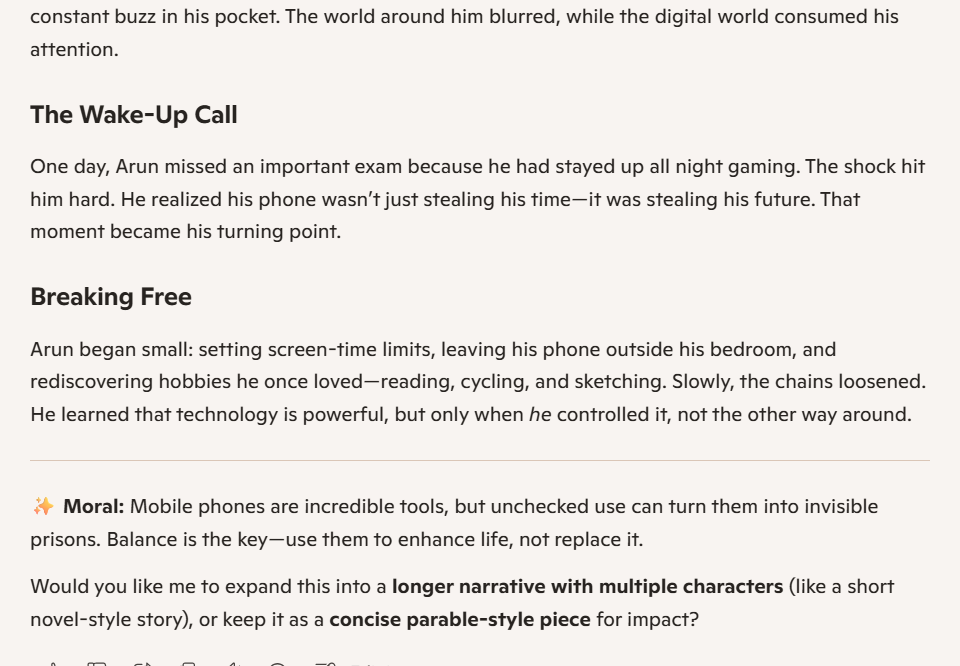 constant buzz in his pocket. The world around him blurred, while the digital world consumed his
attention.
The Wake-Up Call
One day, Arun missed an important exam because he had stayed up all night gaming. The shock hit
him hard. He realized his phone wasn’t just stealing his time—it was stealing his future. That
moment became his turning point.
Breaking Free
Arun began small: setting screen-time limits, leaving his phone outside his bedroom, and
rediscovering hobbies he once loved—reading, cycling, and sketching. Slowly, the chains loosened.
He learned that technology is powerful, but only when he controlled it, not the other way around.
✨ Moral: Mobile phones are incredible tools, but unchecked use can turn them into invisible
prisons. Balance is the key—use them to enhance life, not replace it.
Would you like me to expand this into a longer narrative with multiple characters (like a short
novel-style story), or keep it as a concise parable-style piece for impact?